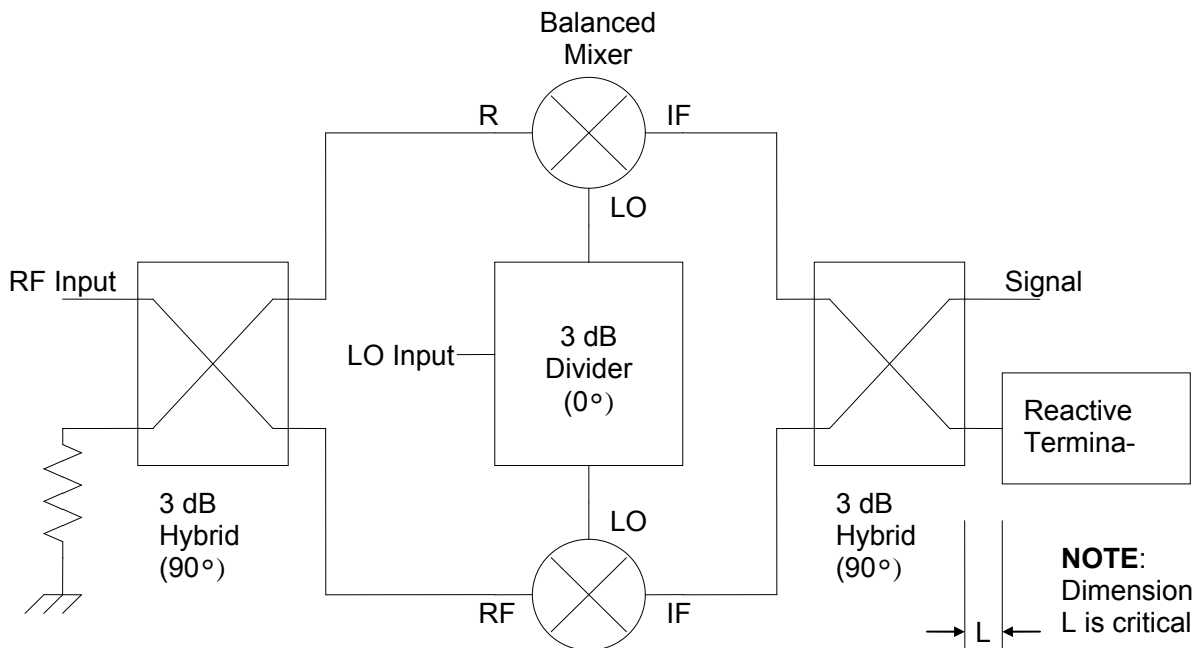 Balanced
Mixer
R
IF
LO
RF Input
Signal
LO Input
3 dB
Divider
(0°)
Reactive
Termina-
3 dB
Hybrid
(90°)
3 dB
Hybrid
(90°)
LO
RF
IF
L
NOTE:
Dimension
L is critical